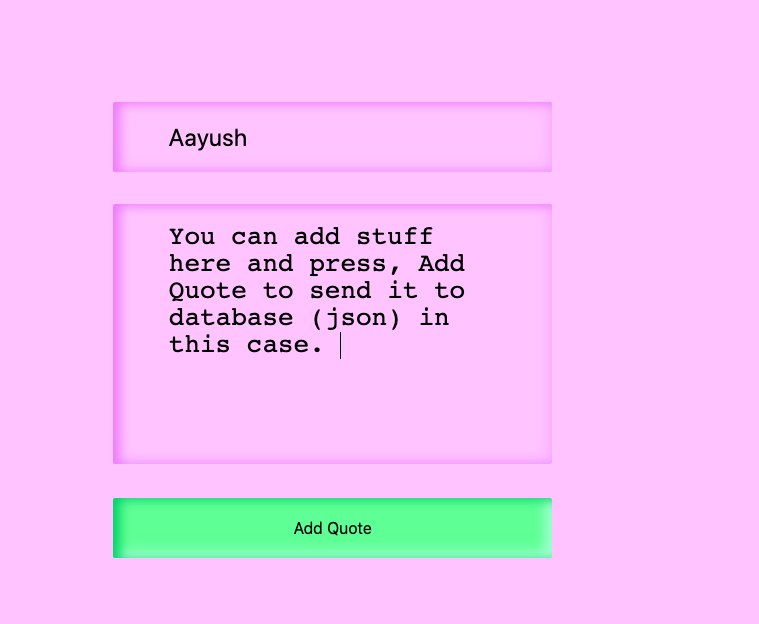 Aayush
You can add stuff
here and press, Add
Quote to send it to
database (json) in
this case.
Add Quote